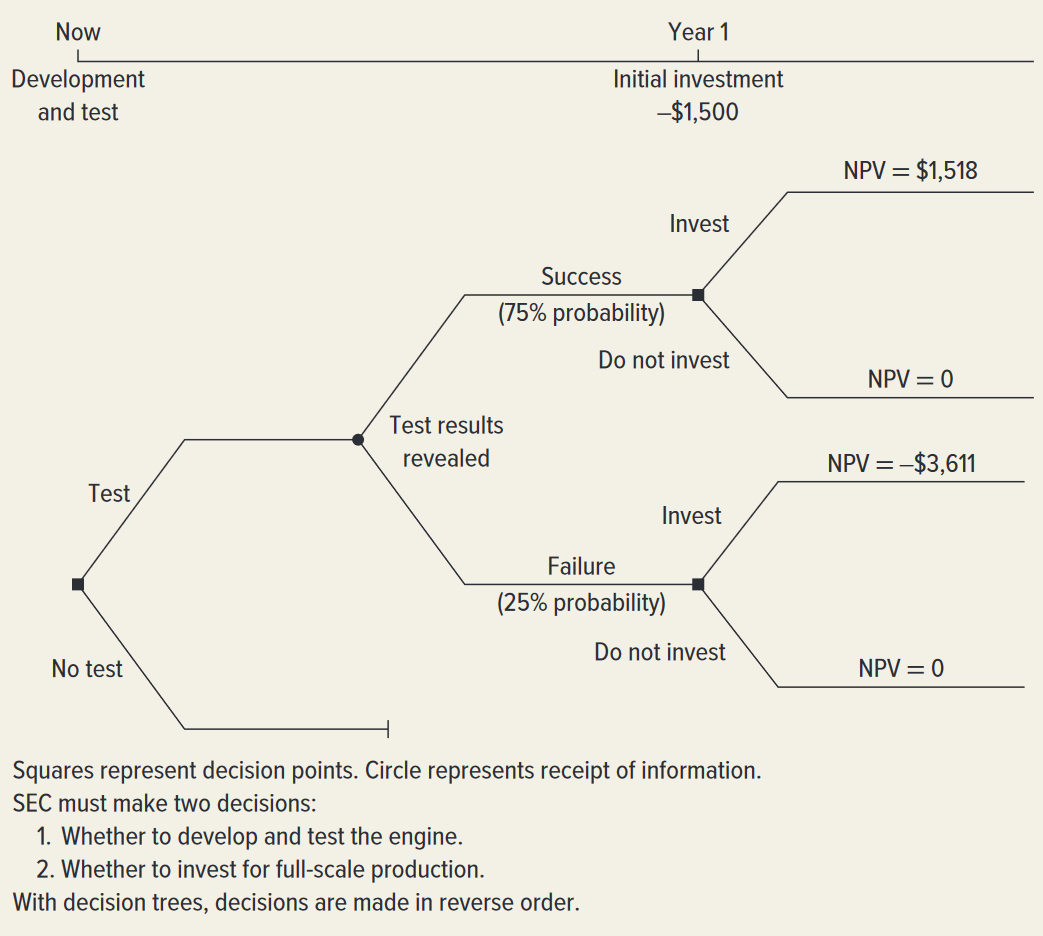 Now
Year 1
Development
and test
Initial investment
–$1,500
NPV = $1,518
Invest
Success
(75% probability)
Do not invest
NPV = 0
Test results
revealed
NPV = –$3,611
Test
Invest
Failure
(25% probability)
No test
Do not invest
NPV = 0
Squares represent decision points. Circle represents receipt of information.
SEC must make two decisions:
1. Whether to develop and test the engine.
2. Whether to invest for full-scale production.
With decision trees, decisions are made in reverse order.